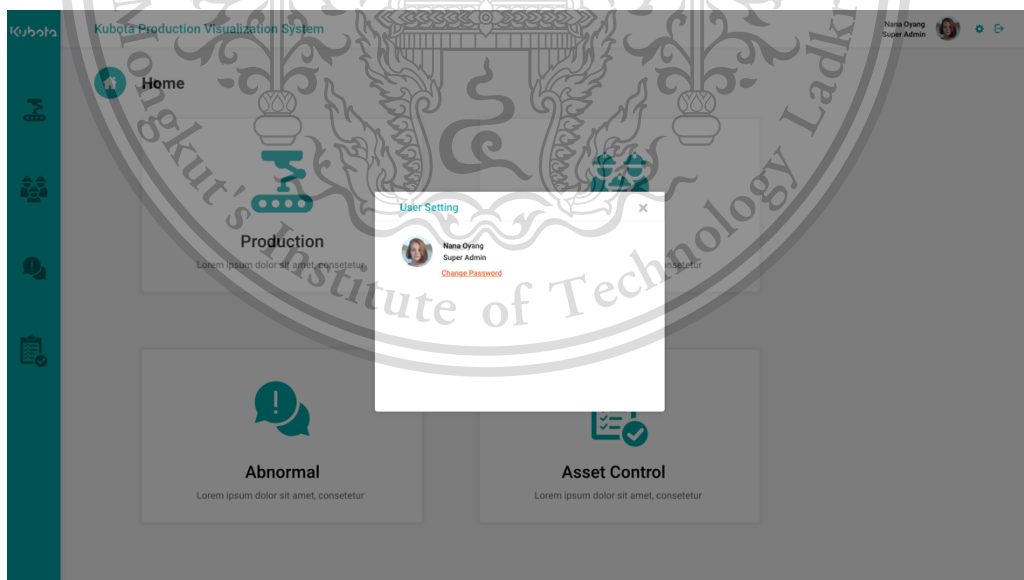 Kubota
Kubota Production Visualization System
Nana Oyang
Super Admin
Home
Production
Lorem ipsum dolor sit amet, consetetur
nsetetur
User Setting
Nana Oyang
Super Admin
Change Password
Abnormal
Lorem ipsum dolor sit amet, consetetur
Asset Control
Lorem ipsum dolor sit amet, consetetur
Mongkut's Institute of Technology Ladkr